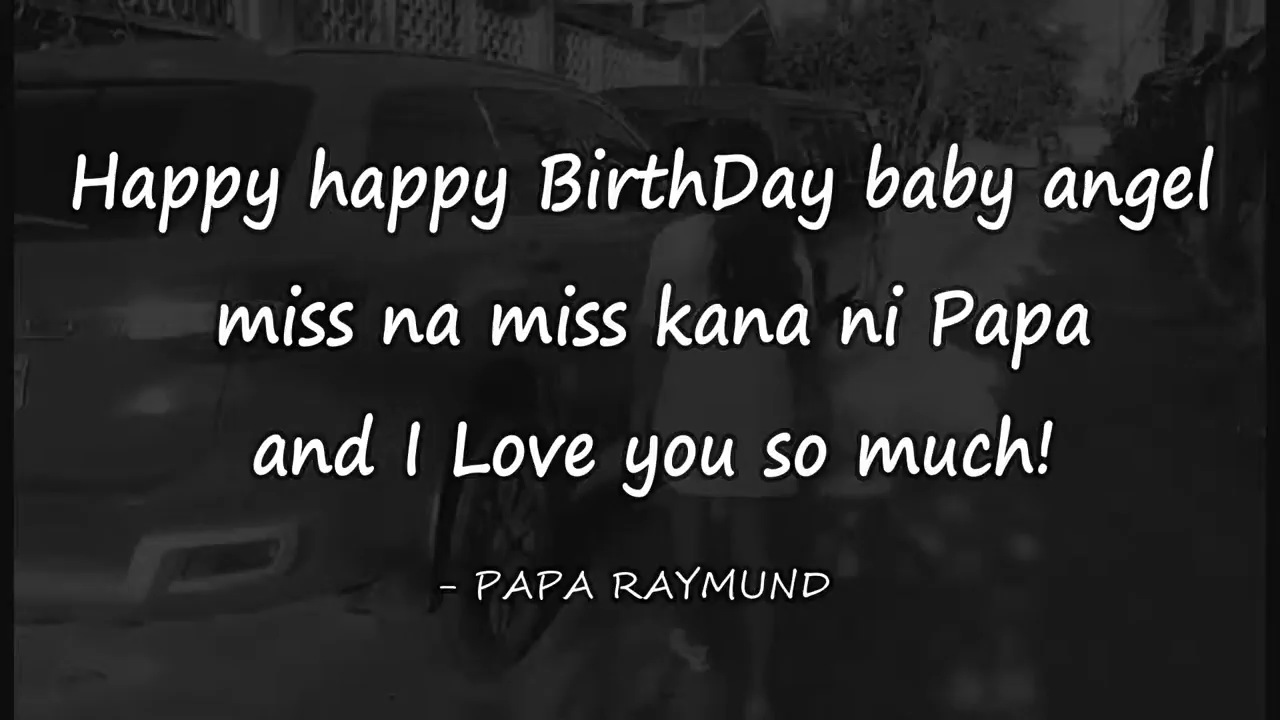 Happy happy BirthDay baby angel
miss na miss kana ni Papa
and I Love you so much!
- PAPA RAYMUND